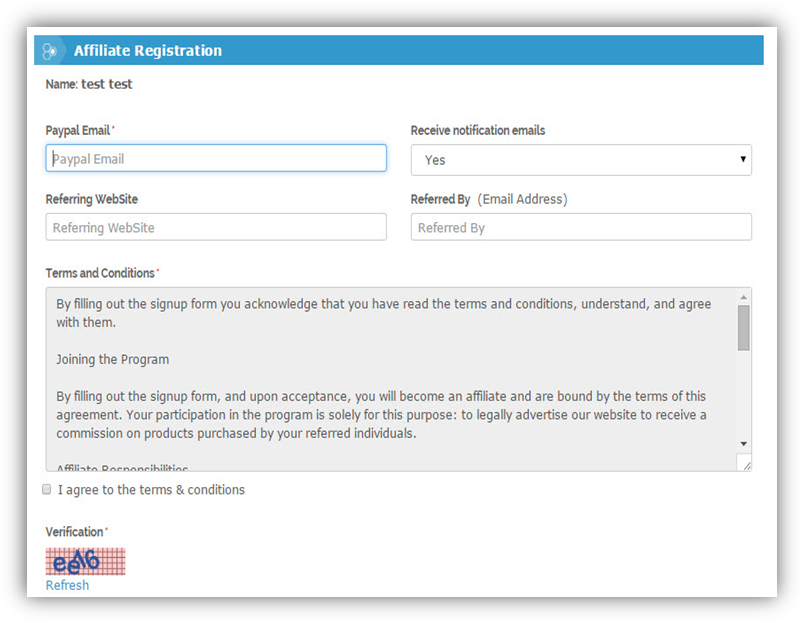 Affiliate Registration
Name: test test
Paypal Email *
Receive notification emails
Paypal Email
Yes
Referring WebSite
Referred By (Email Address)
Referring WebSite
Referred By
Terms and Conditions *
By filling out the signup form you acknowledge that you have read the terms and conditions, understand, and agree
with them.
Joining the Program
By filling out the signup form, and upon acceptance, you will become an affiliate and are bound by the terms of this
agreement. Your participation in the program is solely for this purpose: to legally advertise our website to receive a
commission on products purchased by your referred individuals.
Affiliate Responsibilities
I agree to the terms & conditions
Verification *
eeA6
Refresh